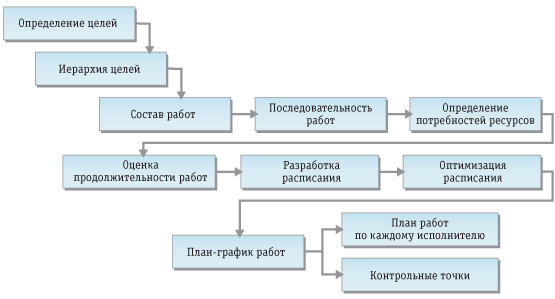 Определение целей
Иерархия целей
Состав работ
Последовательность
работ
Определение
потребностей ресурсов
Оценка
продолжительности работ
Разработка
расписания
Оптимизация
расписания
План-график работ
План работ
по каждому исполнителю
Контрольные точки